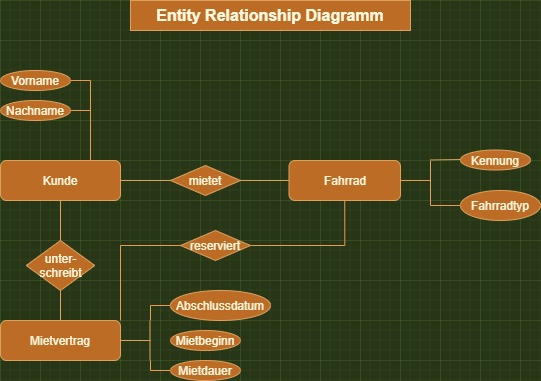 Entity Relationship Diagramm
Vorname
Nachname
Kunde
mietet
Fahrrad
Kennung
Fahrradtyp
unter-
schreibt
reserviert
Mietvertrag
Abschlussdatum
Mietbeginn
Mietdauer